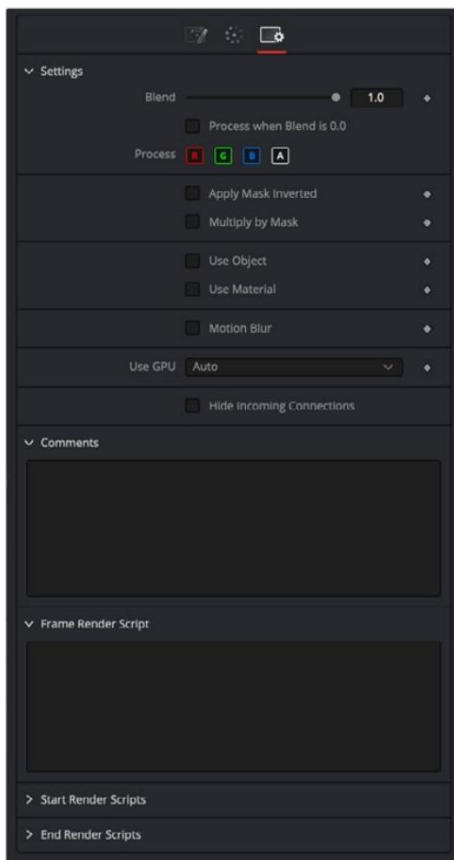 Settings
Blend 1.0
Process when Blend is 0.0
Process R G B A
Apply Mask Inverted
Multiply by Mask
Use Object
Use Material
Motion Blur
Use GPU Auto
Hide Incoming Connections
Comments
Frame Render Script
Start Render Scripts
End Render Scripts